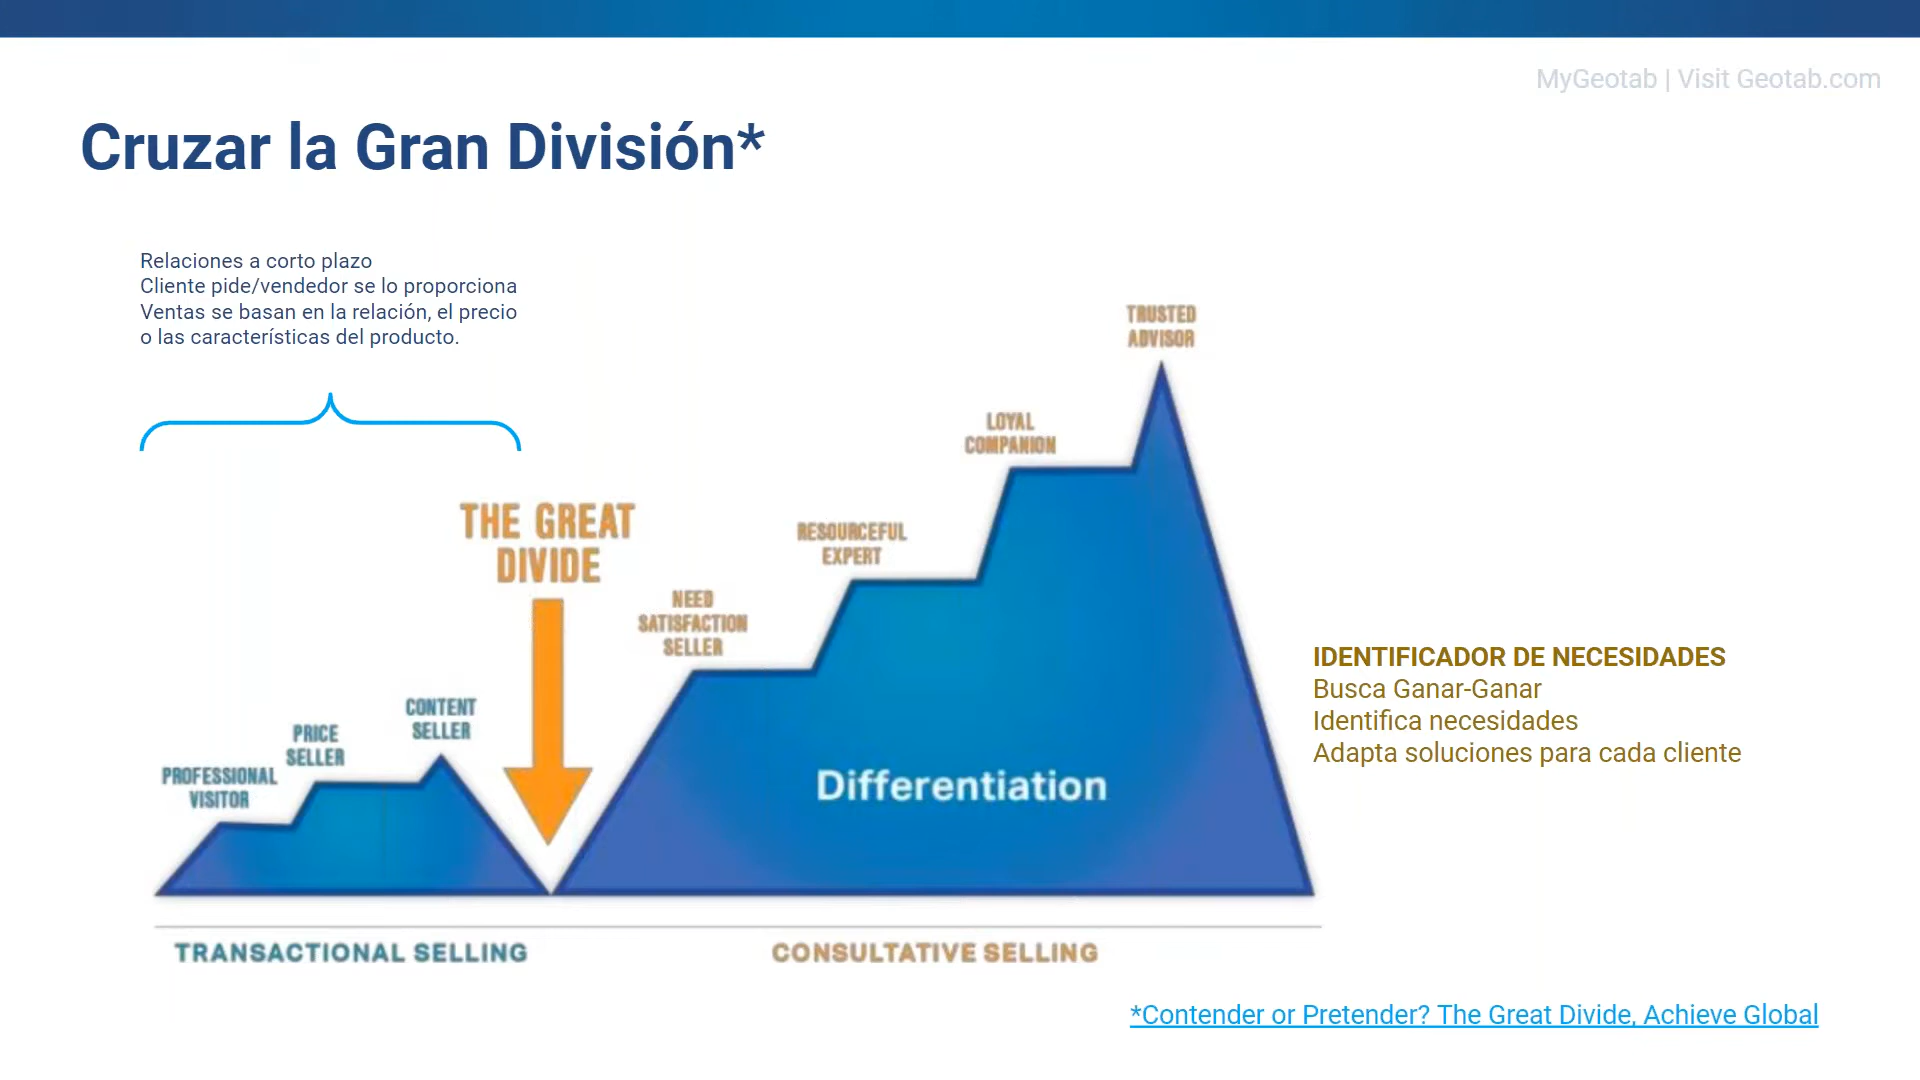 MyGeotab | Visit Geotab.com
Cruzar la Gran División*
Relaciones a corto plazo
Cliente pide/vendedor se lo proporciona
Ventas se basan en la relación, el precio
o las características del producto.
THE GREAT
DIVIDE
PROFESSIONAL
VISITOR
PRICE
SELLER
CONTENT
SELLER
NEED
SATISFACTION
SELLER
RESOURCEFUL
EXPERT
LOYAL
COMPANION
TRUSTED
ADVISOR
Differentiation
IDENTIFICADOR DE NECESIDADES
Busca Ganar-Ganar
Identifica necesidades
Adapta soluciones para cada cliente
TRANSACTIONAL SELLING
CONSULTATIVE SELLING
*Contender or Pretender? The Great Divide, Achieve Global